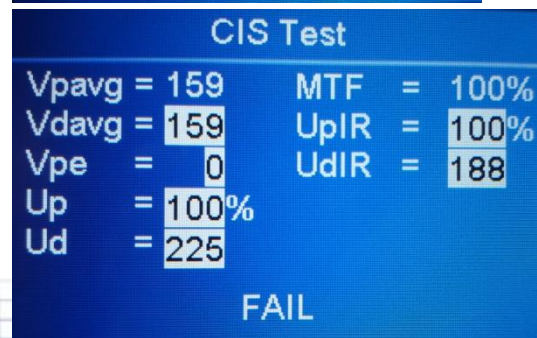 CIS Test
Vpavg = 159 MTF = 100%
Vdavg = 159 UpIR = 100%
Vpe = 0 UdIR = 188
Up = 100%
Ud = 225
FAIL